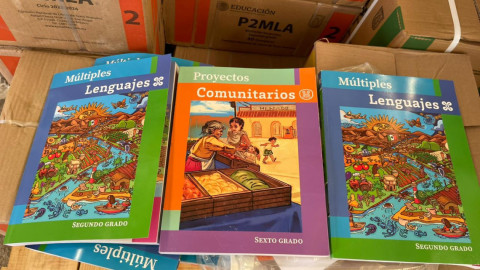 EDUCACIÓN
P2MLA
Múltiples
Lenguajes
SEGUNDO GRADO
Proyectos
Comunitarios
SEXTO GRADO
Múltiples
Lenguajes
SEGUNDO GRADO
Múltiples